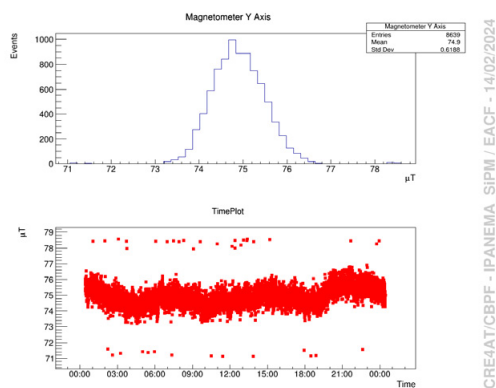 Magnetometer Y Axis
Magnetometer Y Axis
Entries 8639
Mean 74.9
Std Dev 0.6188
Events
1000
800
600
400
200
0
71 72 73 74 75 76 77 78
μT
TimePlot
μT
79
78
77
76
75
74
73
72
71
00:00 03:00 06:00 09:00 12:00 15:00 18:00 21:00 00:00
Time
CRE4AT/CBPF - IPANEMA SiPM / EACF - 14/02/2024